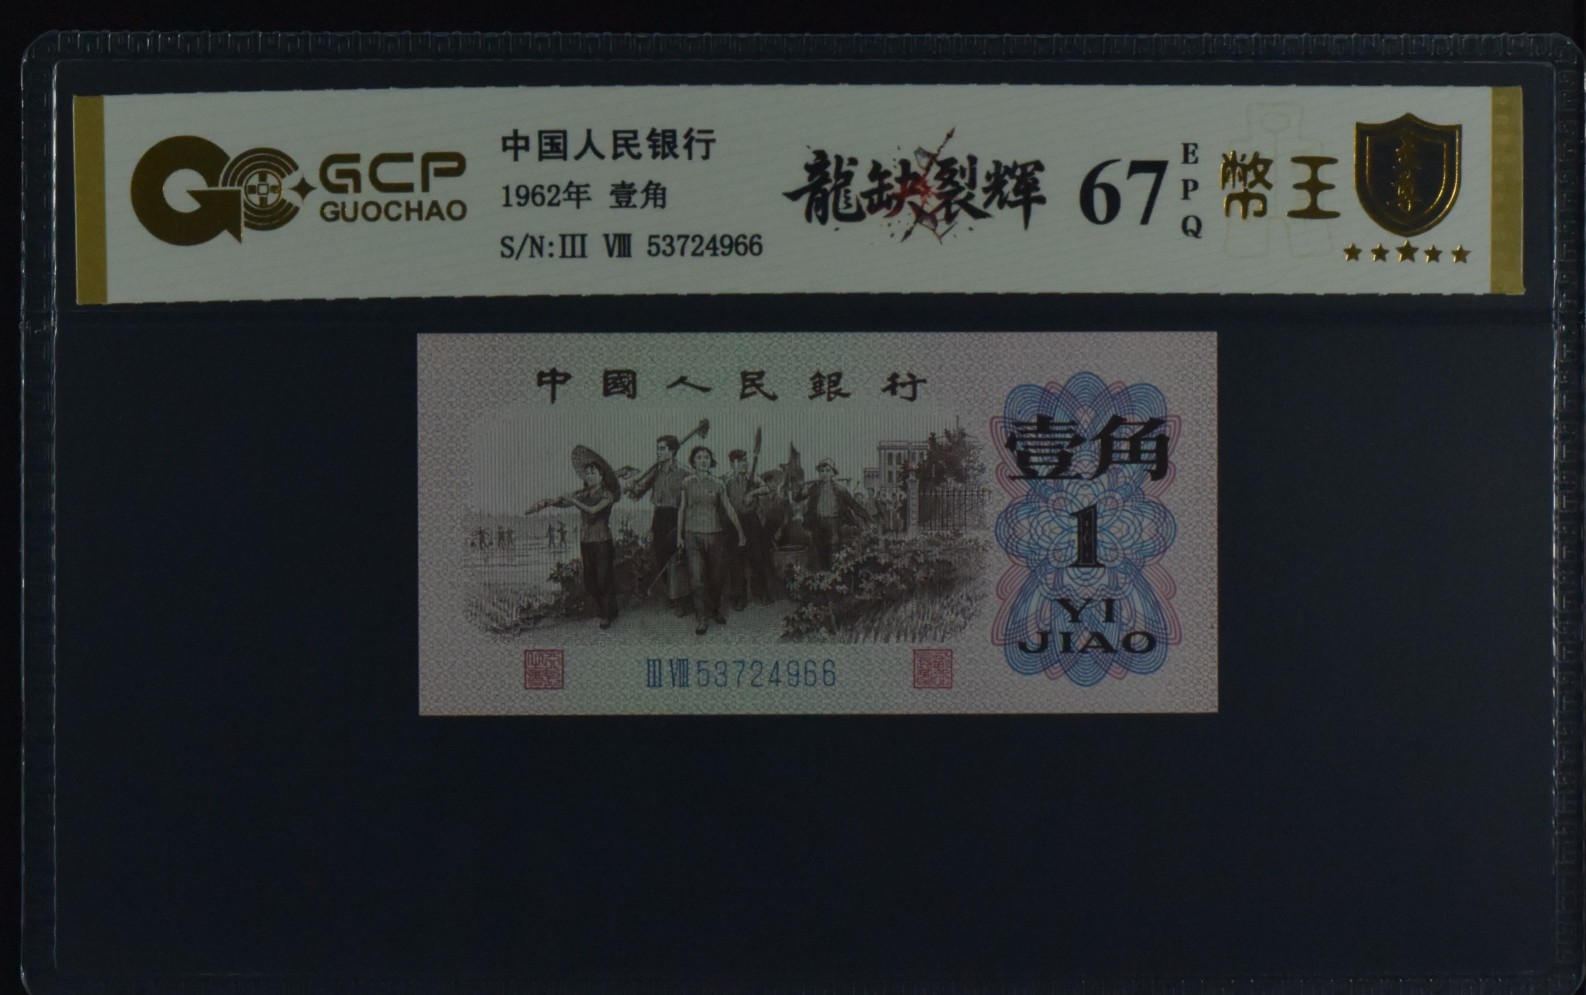 GCP
GUOCHAO
中国人民银行
1962年 壹角
S/N:III VIII 53724966
龍缺裂辉
67
EPQ
幣王
中國人民銀行
壹角
1
YI
JIAO
III VIII 53724966